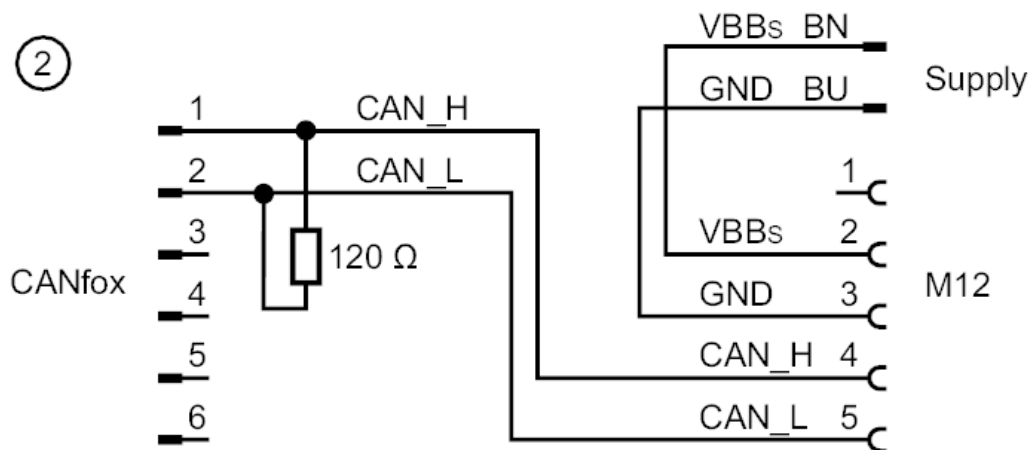 2
VBBs BN
Supply
GND BU
1
CAN_H
2
CAN_L
1
3
120 Ω
VBBs 2
CANfox
4
GND 3
M12
5
CAN_H 4
6
CAN_L 5